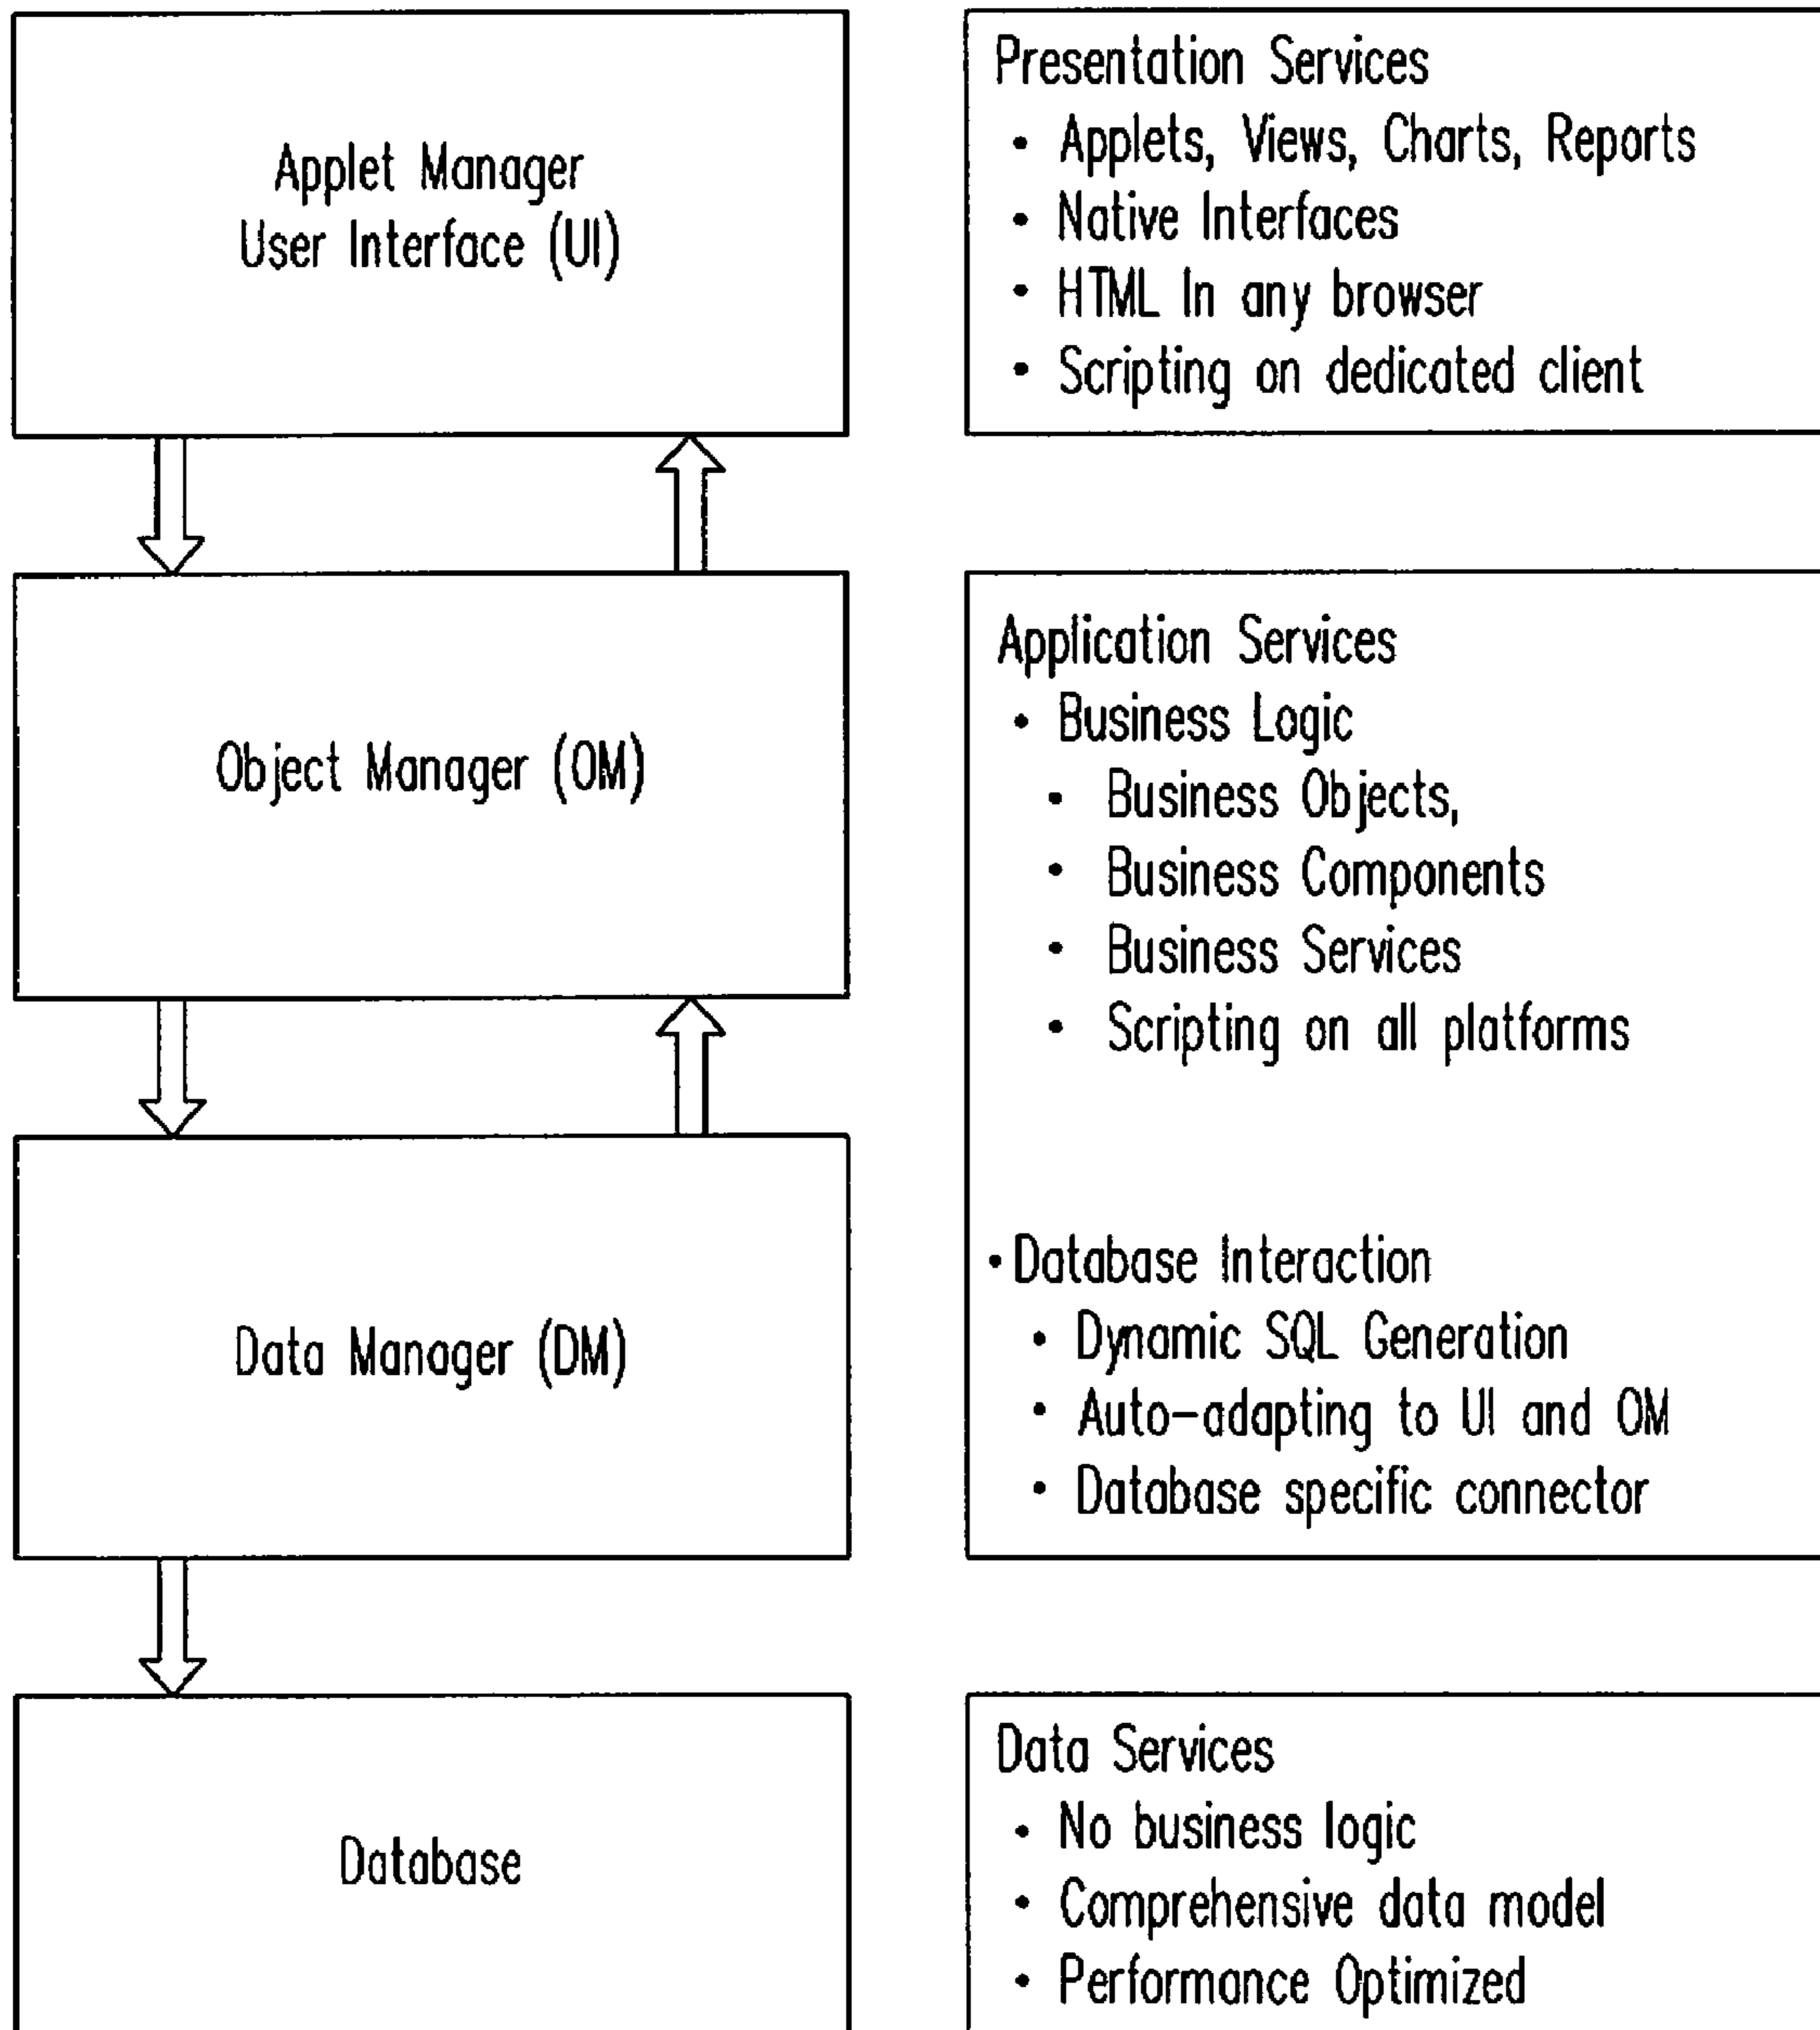 Applet Manager
User Interface (UI)
Presentation Services
• Applets, Views, Charts, Reports
• Native Interfaces
• HTML In any browser
• Scripting on dedicated client
Object Manager (OM)
Application Services
• Business Logic
• Business Objects,
• Business Components
• Business Services
• Scripting on all platforms
Data Manager (DM)
• Database Interaction
• Dynamic SQL Generation
• Auto-adapting to UI and OM
• Database specific connector
Database
Data Services
• No business logic
• Comprehensive data model
• Performance Optimized